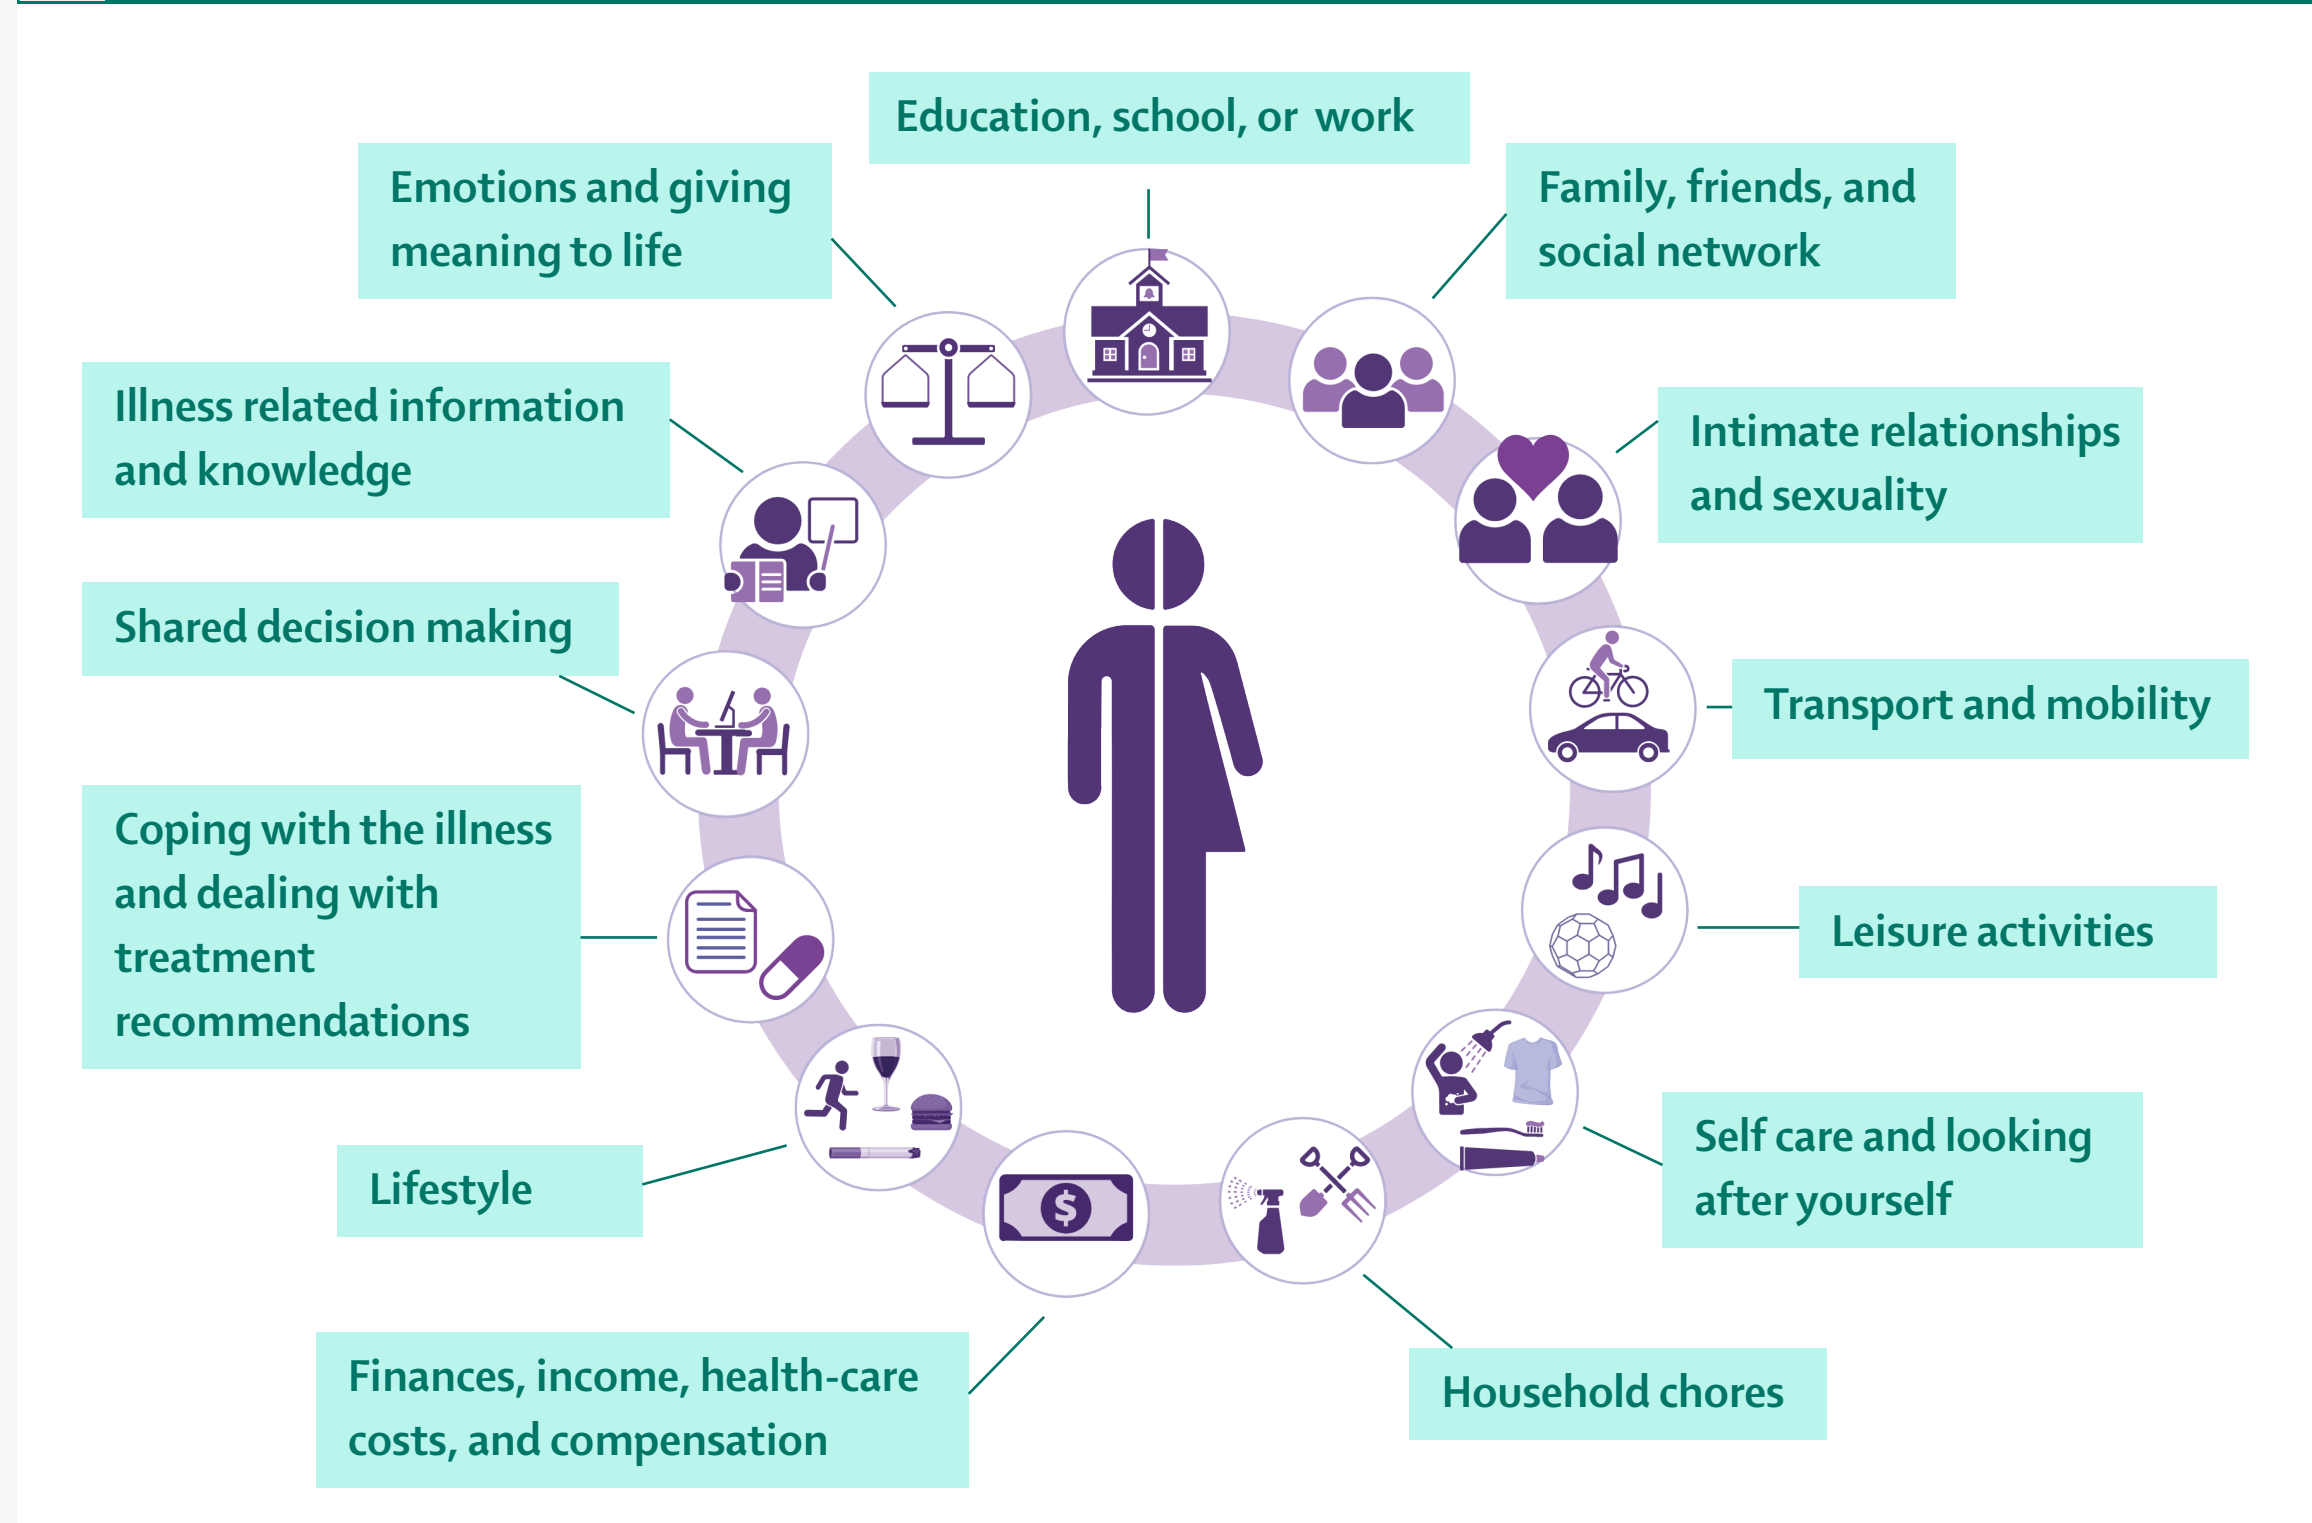 Education, school, or work
Emotions and giving
meaning to life
Family, friends, and
social network
Illness related information
and knowledge
Intimate relationships
and sexuality
Shared decision making
Transport and mobility
Coping with the illness
and dealing with
treatment
recommendations
Leisure activities
Self care and looking
after yourself
Lifestyle
$
Finances, income, health-care
costs, and compensation
Household chores